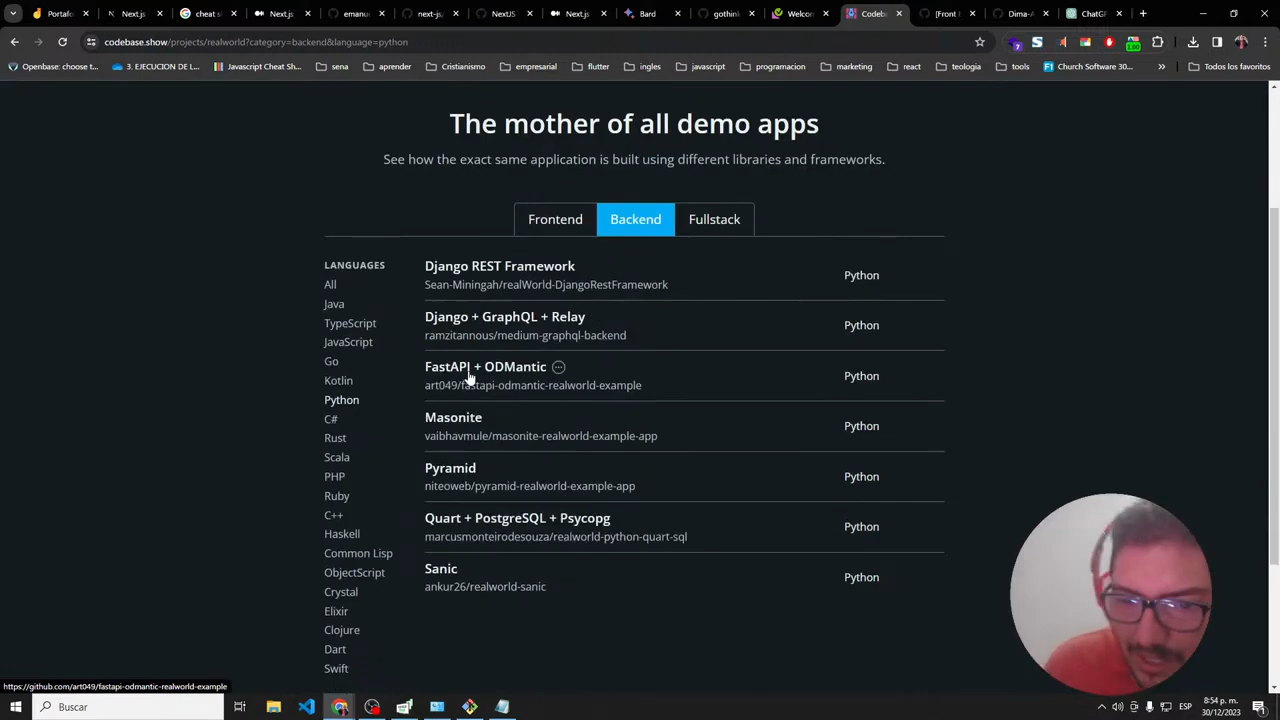 Portafo
Next.js
cheat s
Next.js
emanu
next-js
NextJS
Next.js
Bard
gothin
Welcon
Codeb
[Front
Dima-A
ChatGF
codebase.show/projects/realworld?category=backend&language=python
Openbase: choose t...
3. EJECUCION DE L...
Javascript Cheat Sh...
sena
aprender
Cristianismo
empresarial
flutter
ingles
javascript
programacion
marketing
react
teologia
tools
Church Software 30...
Todos los favoritos
The mother of all demo apps
See how the exact same application is built using different libraries and frameworks.
Frontend
Backend
Fullstack
LANGUAGES
All
Java
TypeScript
JavaScript
Go
Kotlin
Python
C#
Rust
Scala
PHP
Ruby
C++
Haskell
Common Lisp
ObjectScript
Crystal
Elixir
Clojure
Dart
Swift
Django REST Framework
Sean-Miningah/realWorld-DjangoRestFramework
Python
Django + GraphQL + Relay
ramzitannous/medium-graphql-backend
Python
FastAPI + ODMantic
art049/fastapi-odmantic-realworld-example
Python
Masonite
vaibhavmule/masonite-realworld-example-app
Python
Pyramid
niteoweb/pyramid-realworld-example-app
Python
Quart + PostgreSQL + Psycopg
marcusmonteirodesouza/realworld-python-quart-sql
Python
Sanic
ankur26/realworld-sanic
Python
https://github.com/art049/fastapi-odmantic-realworld-example
Buscar
ESP
8:54 p. m.
30/12/2023